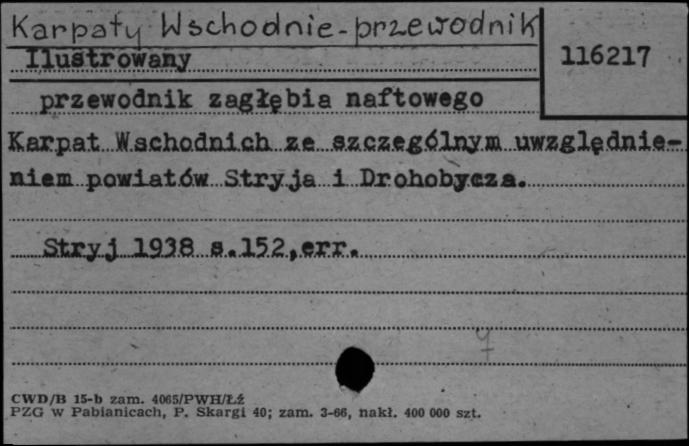 Karpaty Wschodnie-przewodnik
Ilustrowany
116217
przewodnik zagłębia naftowego
Karpat Wschodnich ze szczególnym uwzględnie-
niem powiatów Stryja i Drohobycza.
Stryj 1938 s.152,err.
4
CWD/B 15-b zam. 4065/PWH/Łź
PZG w Pabianicach, P. Skargi 40; zam. 3-66, nakł. 400 000 szt.